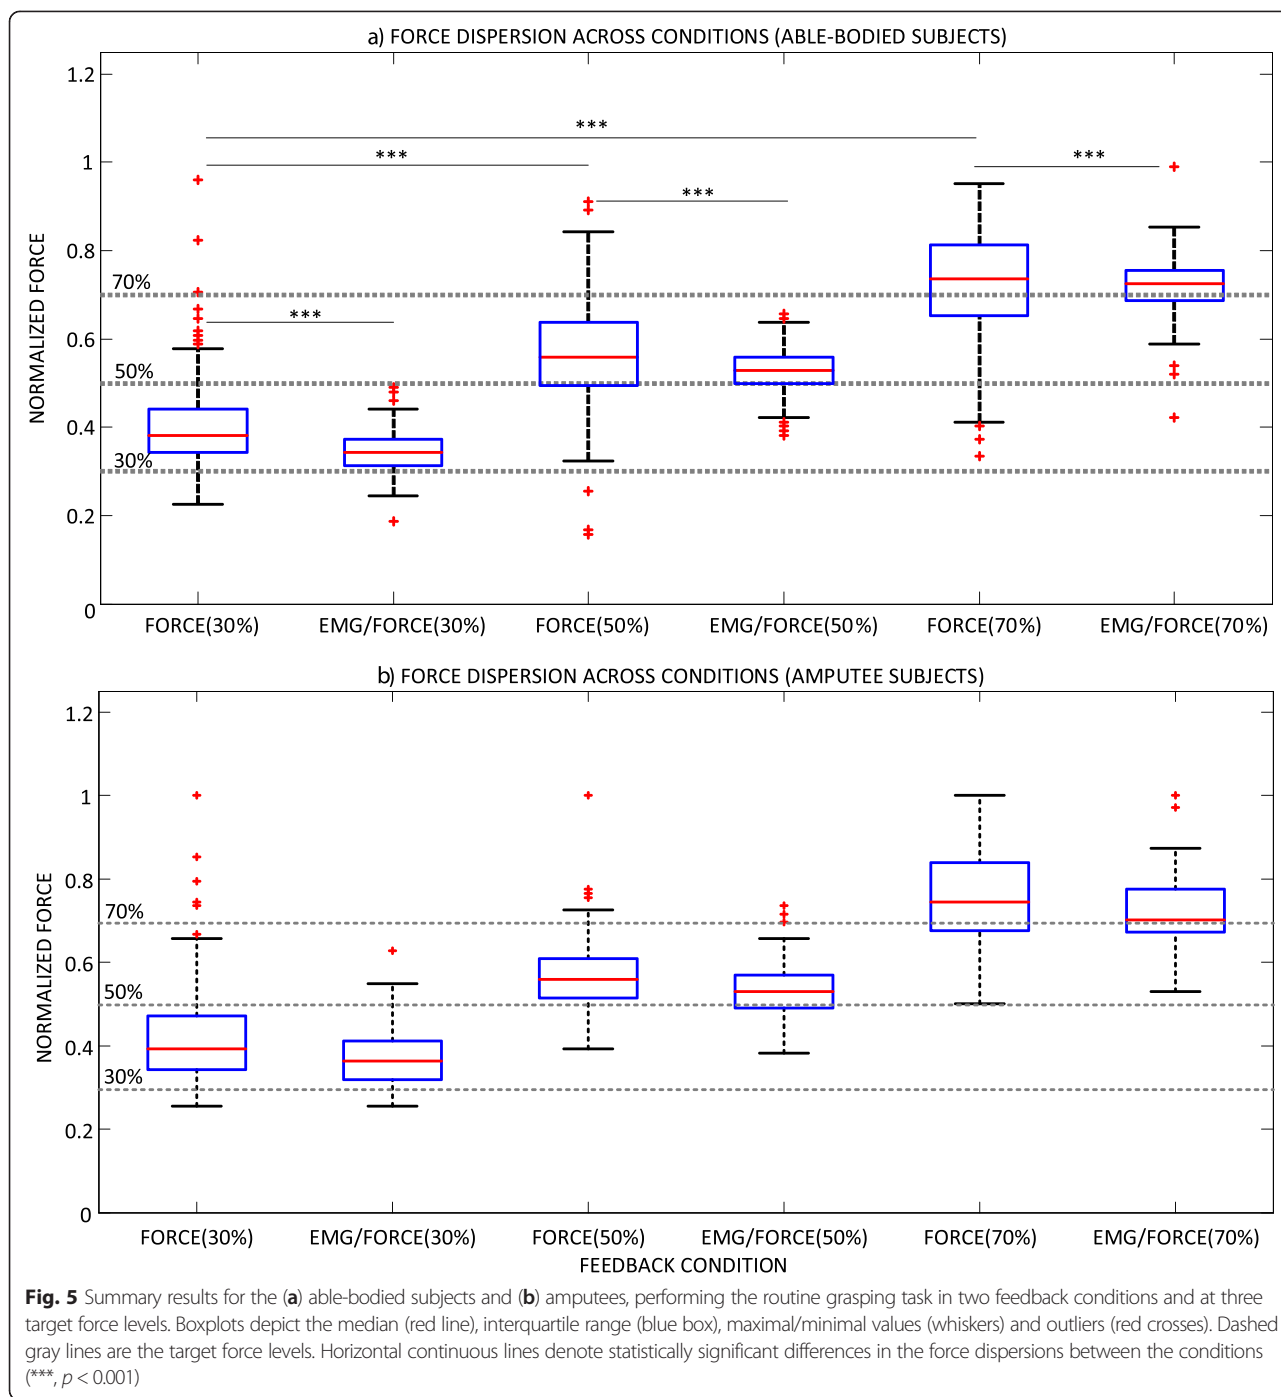 a) FORCE DISPERSION ACROSS CONDITIONS (ABLE-BODIED SUBJECTS)
NORMALIZED FORCE
1.2
1
0.8
0.6
0.4
0.2
0
70%
50%
30%
***
***
***
***
***
FORCE(30%) EMG/FORCE(30%) FORCE(50%) EMG/FORCE(50%) FORCE(70%) EMG/FORCE(70%)
b) FORCE DISPERSION ACROSS CONDITIONS (AMPUTEE SUBJECTS)
NORMALIZED FORCE
1.2
1
0.8
0.6
0.4
0.2
0
70%
50%
30%
FORCE(30%) EMG/FORCE(30%) FORCE(50%) EMG/FORCE(50%) FORCE(70%) EMG/FORCE(70%)
FEEDBACK CONDITION
Fig. 5 Summary results for the (a) able-bodied subjects and (b) amputees, performing the routine grasping task in two feedback conditions and at three
target force levels. Boxplots depict the median (red line), interquartile range (blue box), maximal/minimal values (whiskers) and outliers (red crosses). Dashed
gray lines are the target force levels. Horizontal continuous lines denote statistically significant differences in the force dispersions between the conditions
(***, p < 0.001)